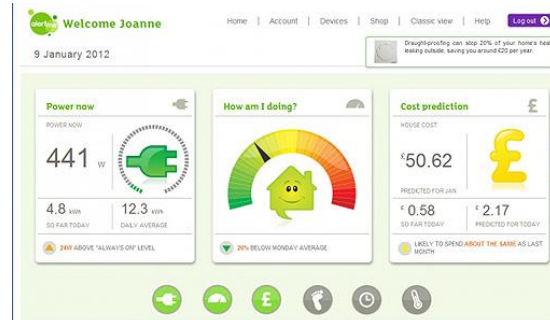 alertme Welcome Joanne
Home | Account | Devices | Shop | Classic view | Help Log out
9 January 2012
Draught-proofing can stop 20% of your home's heat
leaking outside, saving you around £20 per year.
Power now
How am I doing?
Cost prediction £
POWER NOW
HOUSE COST
441 w
£50.62
£
PREDICTED FOR JAN
4.8 kWh
12.3 kWh
£ 0.58
£ 2.17
SO FAR TODAY
DAILY AVERAGE
SO FAR TODAY
PREDICTED FOR TODAY
24W ABOVE "ALWAYS ON" LEVEL
20% BELOW MONDAY AVERAGE
LIKELY TO SPEND ABOUT THE SAME AS LAST
MONTH
£